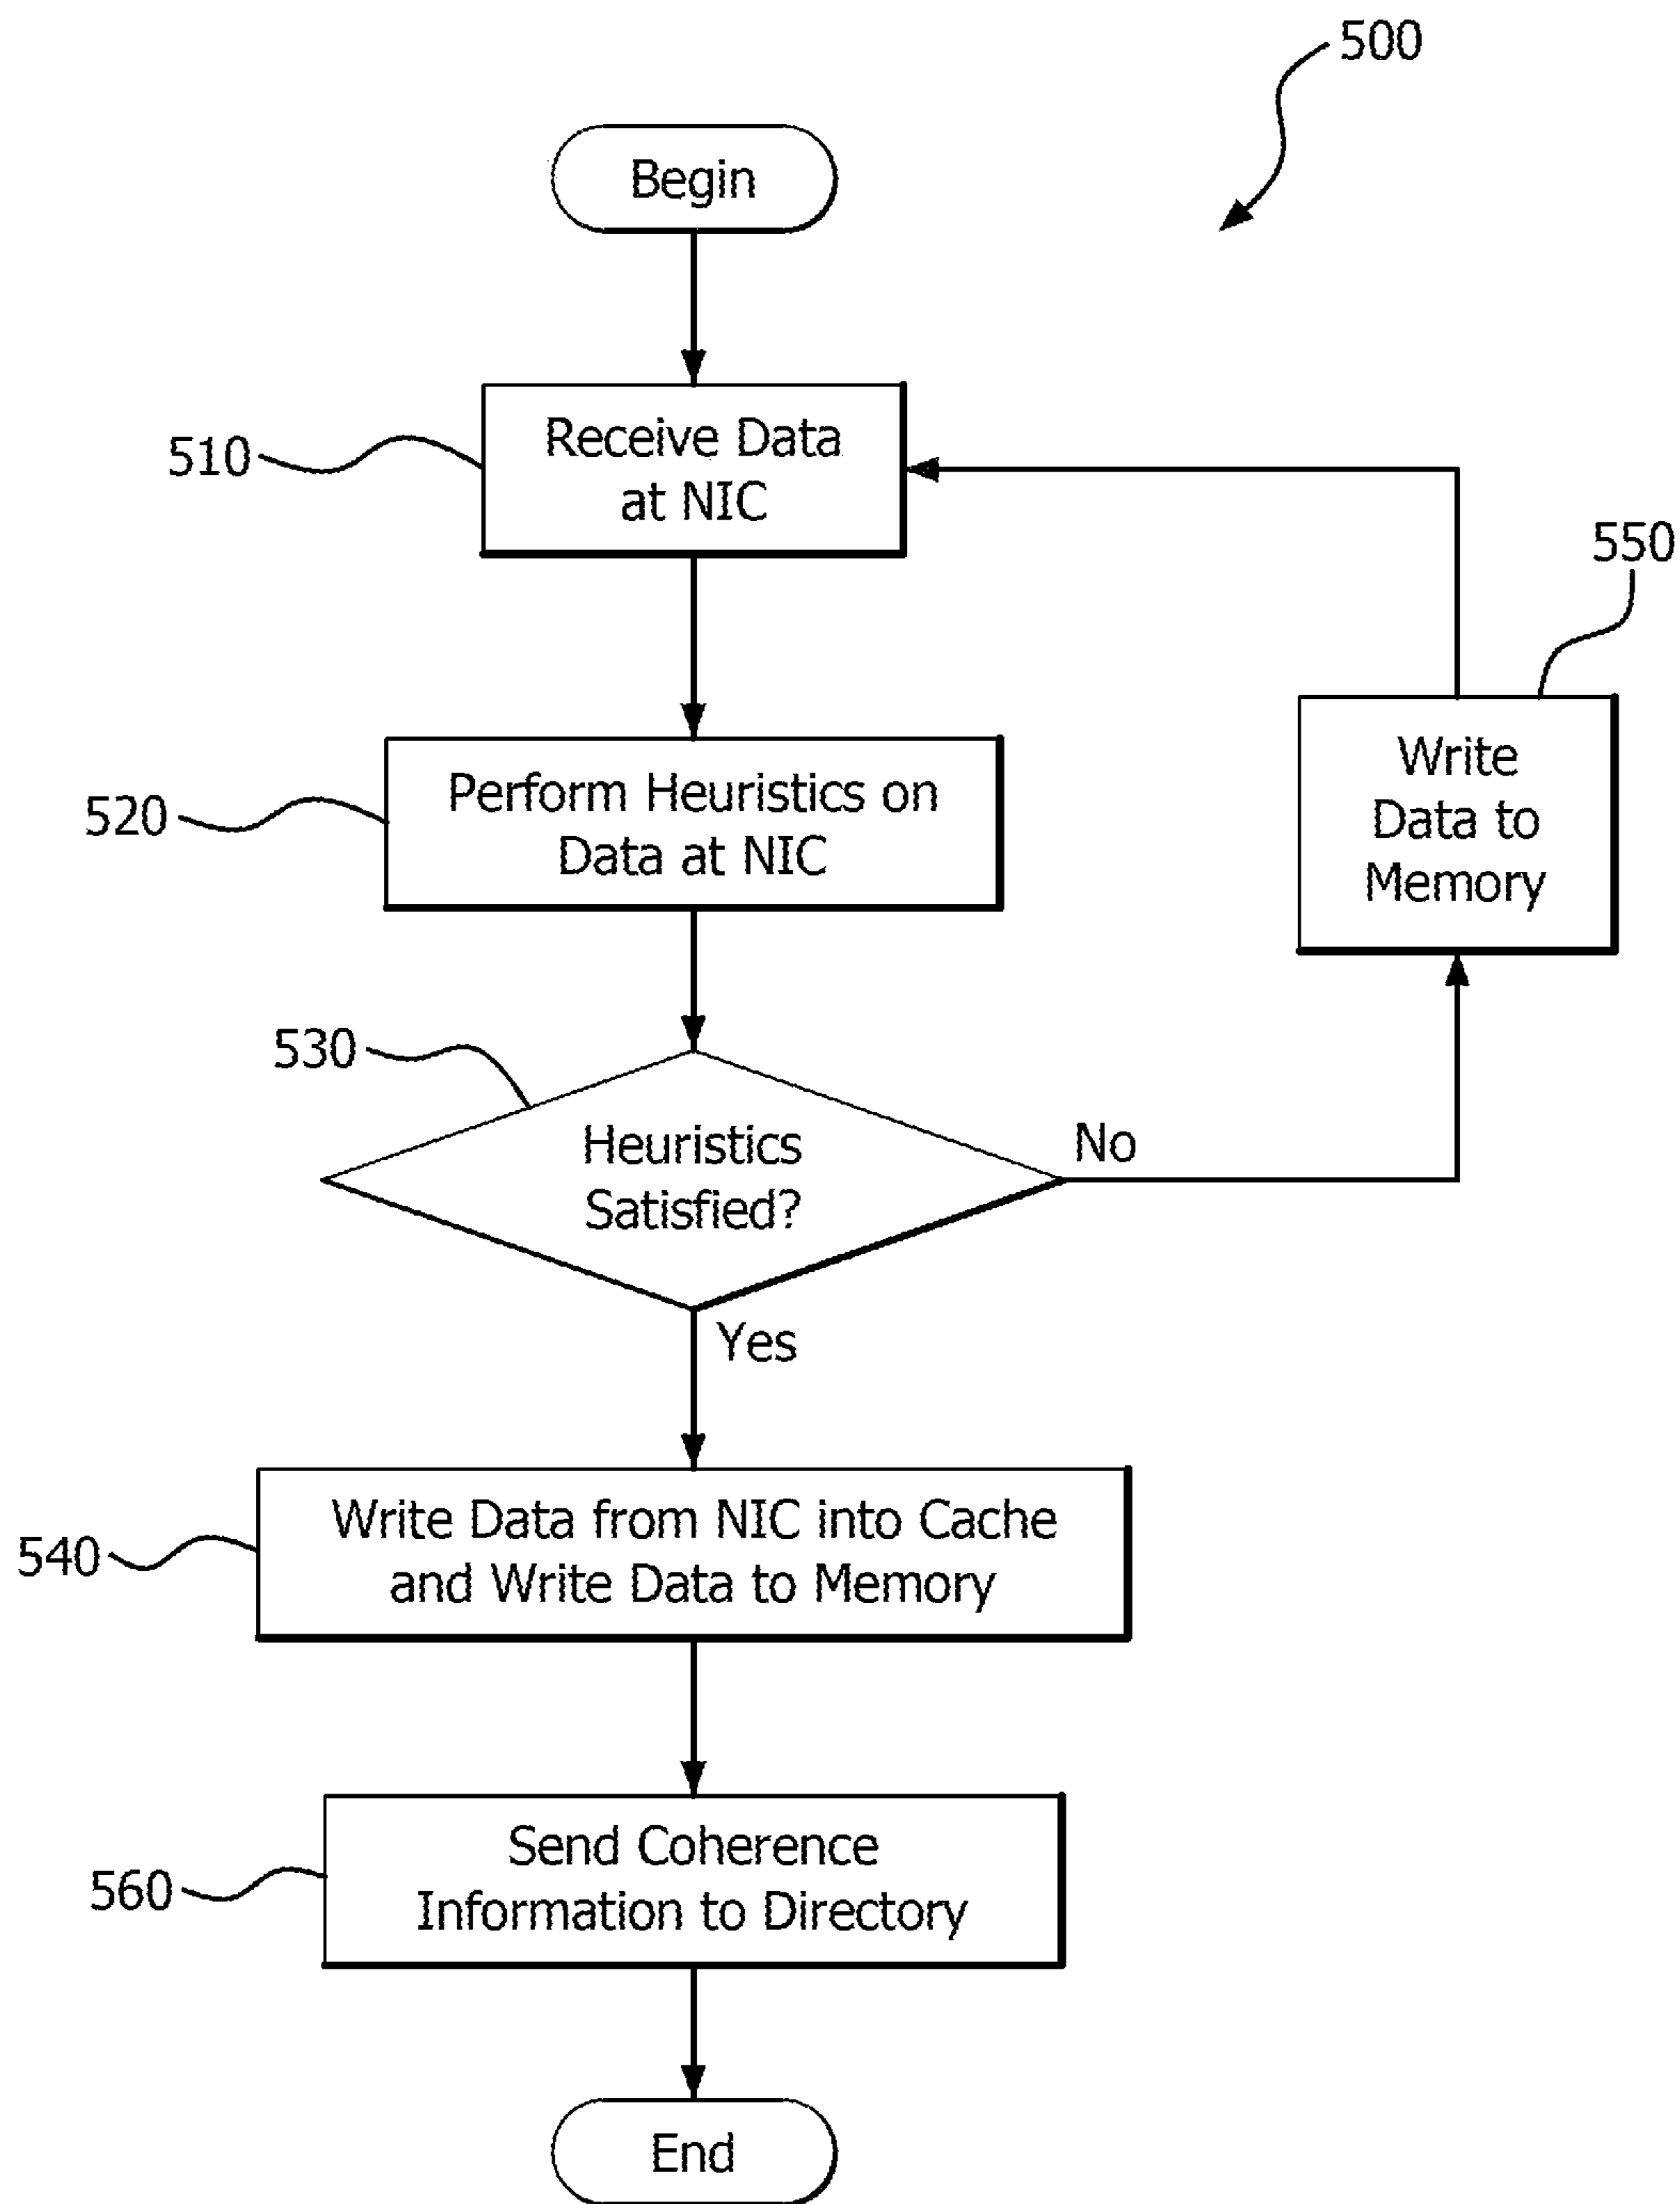 500
Begin
510
Receive Data
at NIC
550
Write
Data to
Memory
520
Perform Heuristics on
Data at NIC
530
Heuristics
Satisfied?
No
Yes
540
Write Data from NIC into Cache
and Write Data to Memory
560
Send Coherence
Information to Directory
End